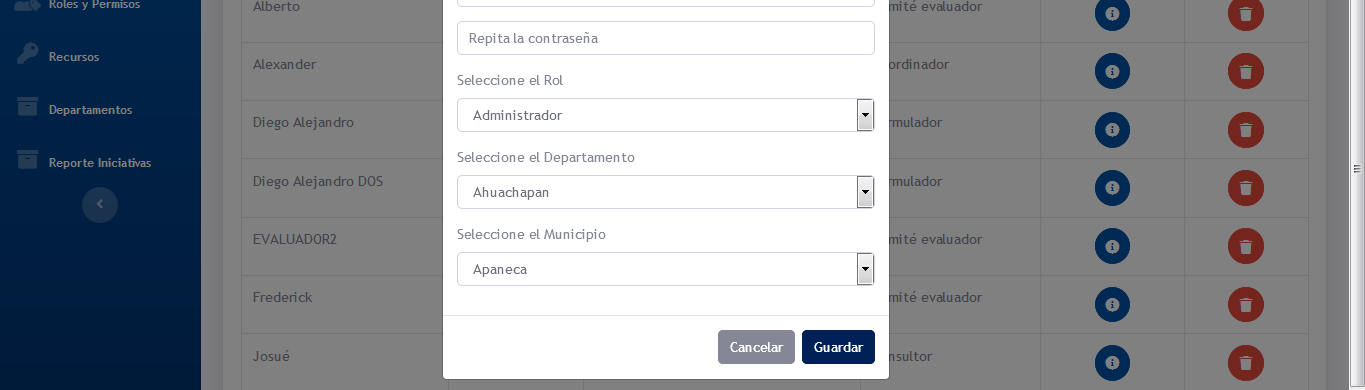 Roles y Permisos
Recursos
Departamentos
Reporte Iniciativas
Alberto
Alexander
Diego Alejandro
Diego Alejandro DOS
EVALUADOR2
Frederick
Josué
Repita la contraseña
Seleccione el Rol
Administrador
Seleccione el Departamento
Ahuachapan
Seleccione el Municipio
Apaneca
Cancelar Guardar
mité evaluador
ordinador
rmulador
rmulador
mité evaluador
mité evaluador
nsultor